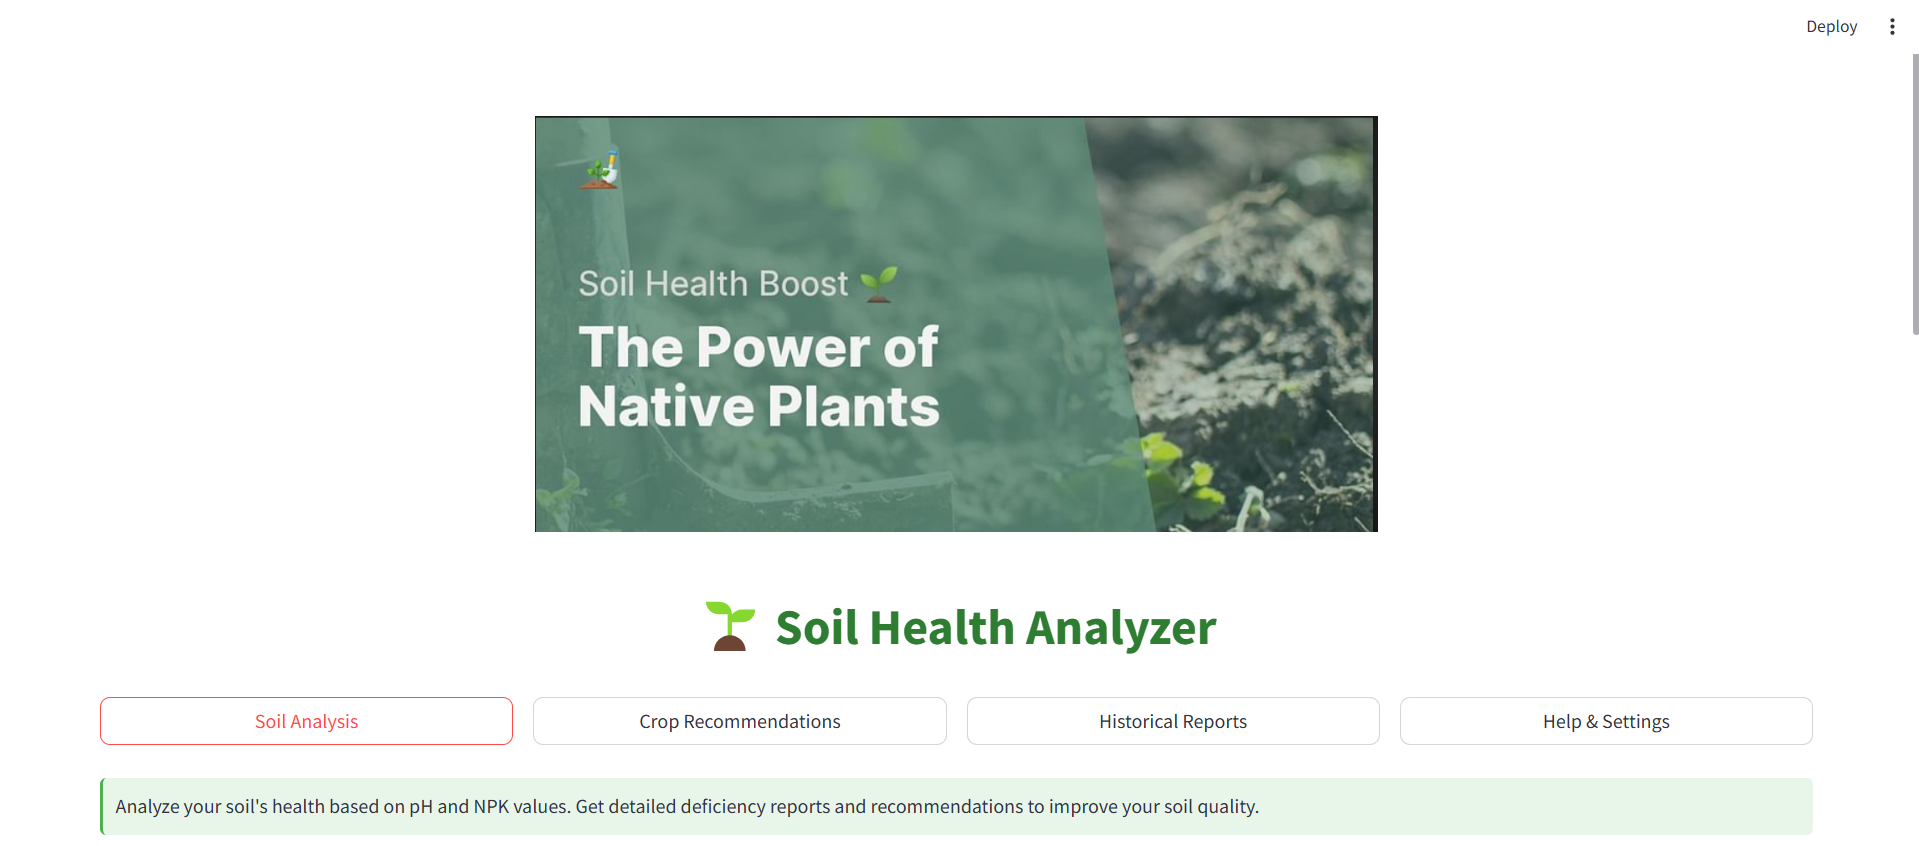 Deploy
Soil Health Boost
The Power of
Native Plants
Soil Health Analyzer
Soil Analysis
Crop Recommendations
Historical Reports
Help & Settings
Analyze your soil's health based on pH and NPK values. Get detailed deficiency reports and recommendations to improve your soil quality.